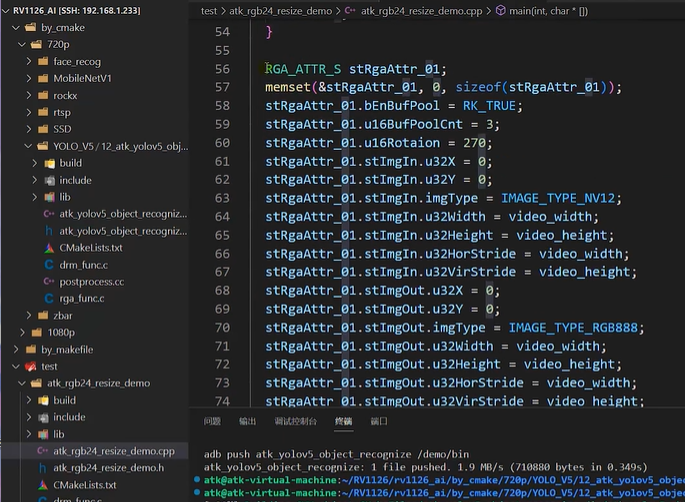 RV1126_AI [SSH: 192.168.1.233]
by_cmake
720p
face_recog
MobileNetV1
rockx
rtsp
SSD
YOLO_V5 / 12_atk_yolov5_obj...
build
include
lib
atk_yolov5_object_recogniz...
atk_yolov5_object_recogniz...
CMakeLists.txt
drm_func.c
postprocess.cc
rga_func.c
zbar
1080p
by_makefile
test
atk_rgb24_resize_demo
build
include
lib
atk_rgb24_resize_demo.cpp
atk_rgb24_resize_demo.h
CMakeLists.txt
drm_func.c
test > atk_rgb24_resize_demo > atk_rgb24_resize_demo.cpp > main(int, char * [])
54 }
55
56 RGA_ATTR_S stRgaAttr_01;
57 memset(&stRgaAttr_01, 0, sizeof(stRgaAttr_01));
58 stRgaAttr_01.bEnBufPool = RK_TRUE;
59 stRgaAttr_01.u16BufPoolCnt = 3;
60 stRgaAttr_01.u16Rotaion = 270;
61 stRgaAttr_01.stImgIn.u32X = 0;
62 stRgaAttr_01.stImgIn.u32Y = 0;
63 stRgaAttr_01.stImgIn.imgType = IMAGE_TYPE_NV12;
64 stRgaAttr_01.stImgIn.u32Width = video_width;
65 stRgaAttr_01.stImgIn.u32Height = video_height;
66 stRgaAttr_01.stImgIn.u32HorStride = video_width;
67 stRgaAttr_01.stImgIn.u32VirStride = video_height;
68 stRgaAttr_01.stImgOut.u32X = 0;
69 stRgaAttr_01.stImgOut.u32Y = 0;
70 stRgaAttr_01.stImgOut.imgType = IMAGE_TYPE_RGB888;
71 stRgaAttr_01.stImgOut.u32Width = video_width;
72 stRgaAttr_01.stImgOut.u32Height = video_height;
73 stRgaAttr_01.stImgOut.u32HorStride = video_width;
74 stRgaAttr_01.stImgOut.u32VirStride = video_height;
问题 输出 调试控制台 终端 端口
adb push atk_yolov5_object_recognize /demo/bin
atk_yolov5_object_recognize: 1 file pushed. 1.9 MB/s (710880 bytes in 0.349s)
atk@atk-virtual-machine:~/RV1126/rv1126_ai/by_cmake/720p/YOLO_V5/12_atk_yolov5_ob
atk@atk-virtual-machine:~/RV1126/rv1126_ai/by_cmake/720p/YOLO_V5/12_atk_yolov5_ob